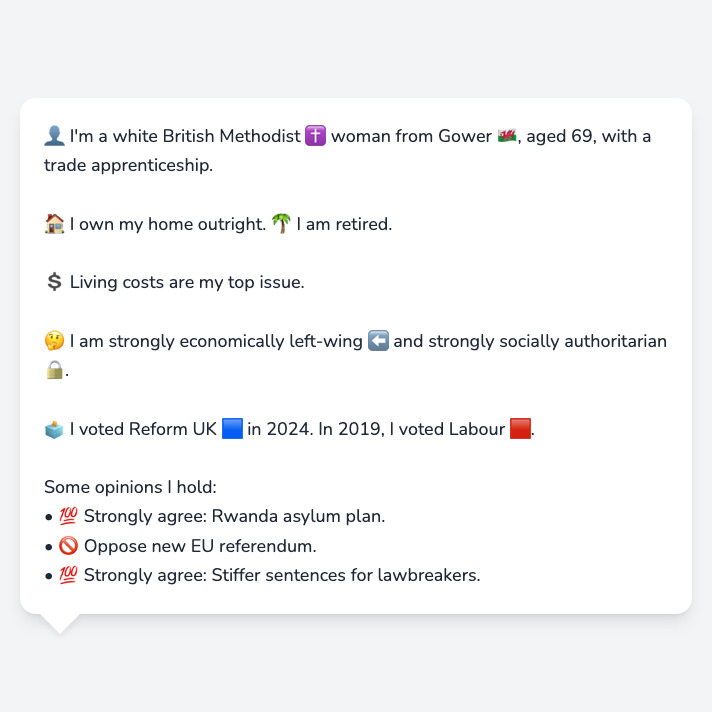 👤 I'm a white British Methodist ✝️ woman from Gower 🏴󠁧󠁢󠁷󠁬󠁳󠁿, aged 69, with a
trade apprenticeship.
🏠 I own my home outright. 🌴 I am retired.
💲 Living costs are my top issue.
🤔 I am strongly economically left-wing ⬅️ and strongly socially authoritarian
🔒.
🗳️ I voted Reform UK 🟦 in 2024. In 2019, I voted Labour 🟥.
Some opinions I hold:
• 💯 Strongly agree: Rwanda asylum plan.
• 🚫 Oppose new EU referendum.
• 💯 Strongly agree: Stiffer sentences for lawbreakers.